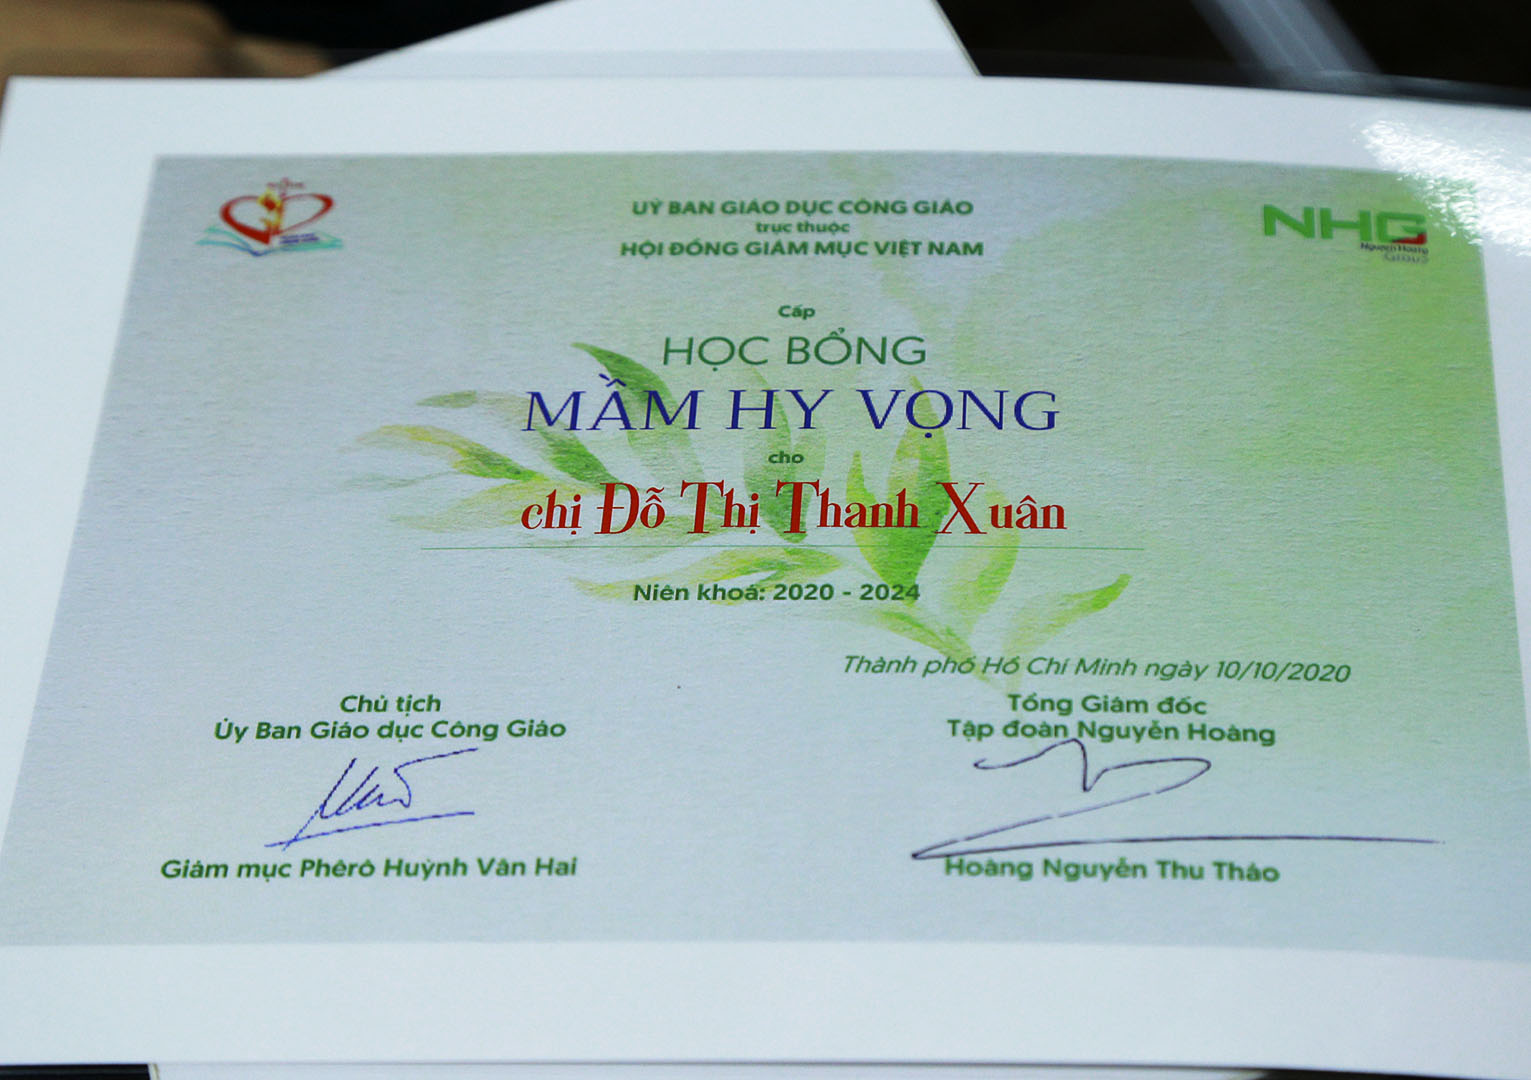 ỦY BAN GIÁO DỤC CÔNG GIÁO
trực thuộc
HỘI ĐỒNG GIÁM MỤC VIỆT NAM
NHG
Nguyen Hoang
Group
Cấp
HỌC BỔNG
MẦM HY VỌNG
cho
chị Đỗ Thị Thanh Xuân
Niên khoá: 2020 - 2024
Thành phố Hồ Chí Minh ngày 10/10/2020
Chủ tịch
Ủy Ban Giáo dục Công Giáo
Giám mục Phêrô Huỳnh Văn Hai
Tổng Giám đốc
Tập đoàn Nguyễn Hoàng
Hoàng Nguyễn Thu Thảo